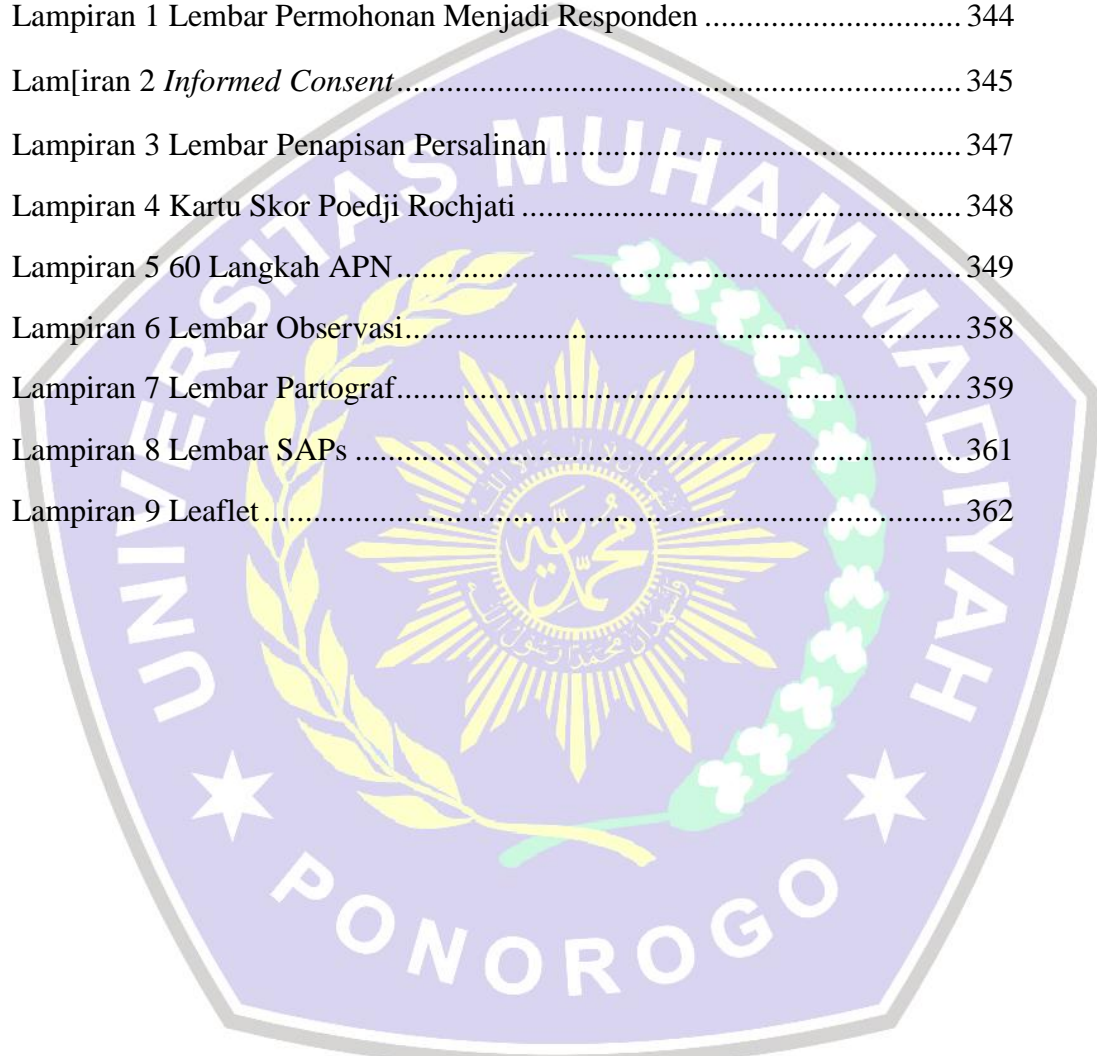 Lampiran 1 Lembar Permohonan Menjadi Responden .............................. 344
Lam[iran 2 Informed Consent .................................................................. 345
Lampiran 3 Lembar Penapisan Persalinan ............................................... 347
Lampiran 4 Kartu Skor Poedji Rochjati ................................................... 348
Lampiran 5 60 Langkah APN .................................................................. 349
Lampiran 6 Lembar Observasi ................................................................. 358
Lampiran 7 Lembar Partograf .................................................................. 359
Lampiran 8 Lembar SAPs ....................................................................... 361
Lampiran 9 Leaflet .................................................................................. 362
UNIVERSITAS MUHAMMADIYAH
PONOROGO
محمدية